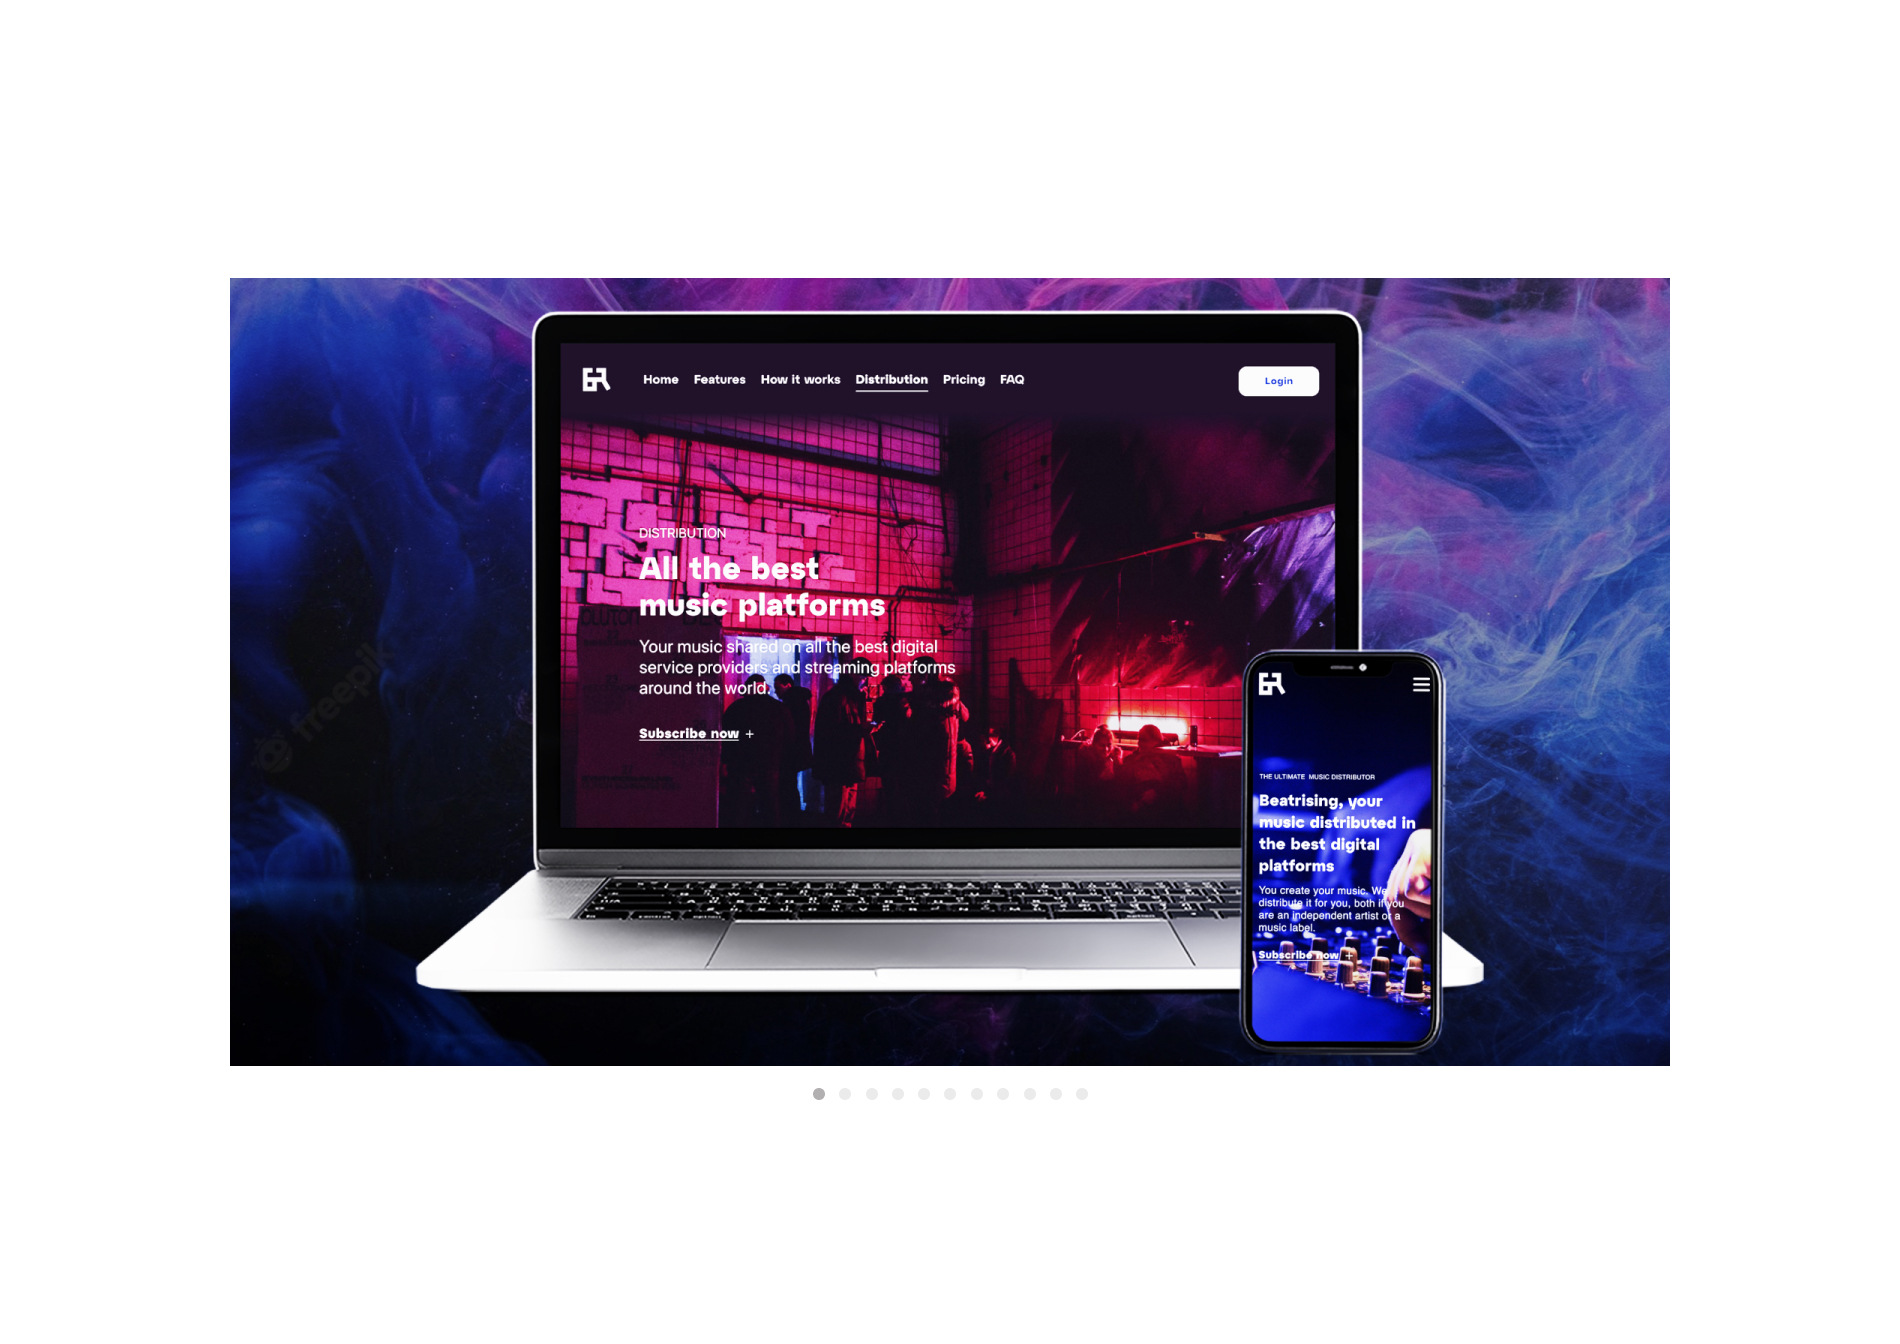 Home Features How it works Distribution Pricing FAQ
Login
DISTRIBUTION
All the best
music platforms
Your music shared on all the best digital
service providers and streaming platforms
around the world.
Subscribe now +
THE ULTIMATE MUSIC DISTRIBUTOR
Beatrising, your
music distributed in
the best digital
platforms
You create your music. We
distribute it for you, both if you
are an independent artist or a
music label.
Subscribe now +
freepik
control option